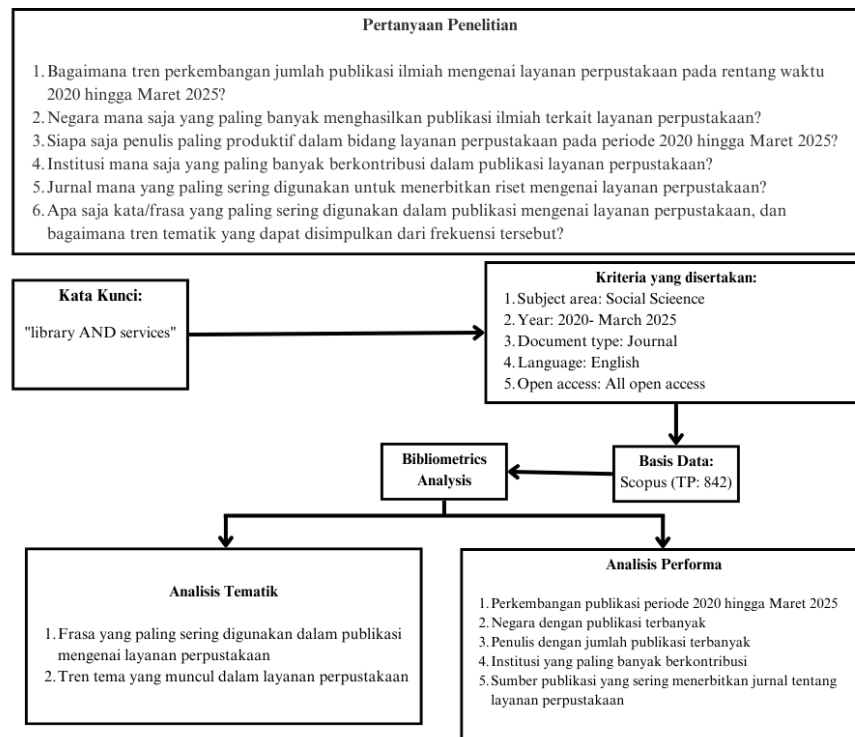 Pertanyaan Penelitian
1. Bagaimana tren perkembangan jumlah publikasi ilmiah mengenai layanan perpustakaan pada rentang waktu
2020 hingga Maret 2025?
2. Negara mana saja yang paling banyak menghasilkan publikasi ilmiah terkait layanan perpustakaan?
3. Siapa saja penulis paling produktif dalam bidang layanan perpustakaan pada periode 2020 hingga Maret 2025?
4. Institusi mana saja yang paling banyak berkontribusi dalam publikasi layanan perpustakaan?
5. Jurnal mana yang paling sering digunakan untuk menerbitkan riset mengenai layanan perpustakaan?
6. Apa saja kata/frasa yang paling sering digunakan dalam publikasi mengenai layanan perpustakaan, dan
bagaimana tren tematik yang dapat disimpulkan dari frekuensi tersebut?
Kata Kunci:
"library AND services"
Kriteria yang disertakan:
1. Subject area: Social Scieence
2. Year: 2020- March 2025
3. Document type: Journal
4. Language: English
5. Open access: All open access
Basis Data:
Scopus (TP: 842)
Bibliometrics
Analysis
Analisis Tematik
1. Frasa yang paling sering digunakan dalam publikasi
mengenai layanan perpustakaan
2. Tren tema yang muncul dalam layanan perpustakaan
Analisis Performa
1. Perkembangan publikasi periode 2020 hingga Maret 2025
2. Negara dengan publikasi terbanyak
3. Penulis dengan jumlah publikasi terbanyak
4. Institusi yang paling banyak berkontribusi
5. Sumber publikasi yang sering menerbitkan jurnal tentang
layanan perpustakaan